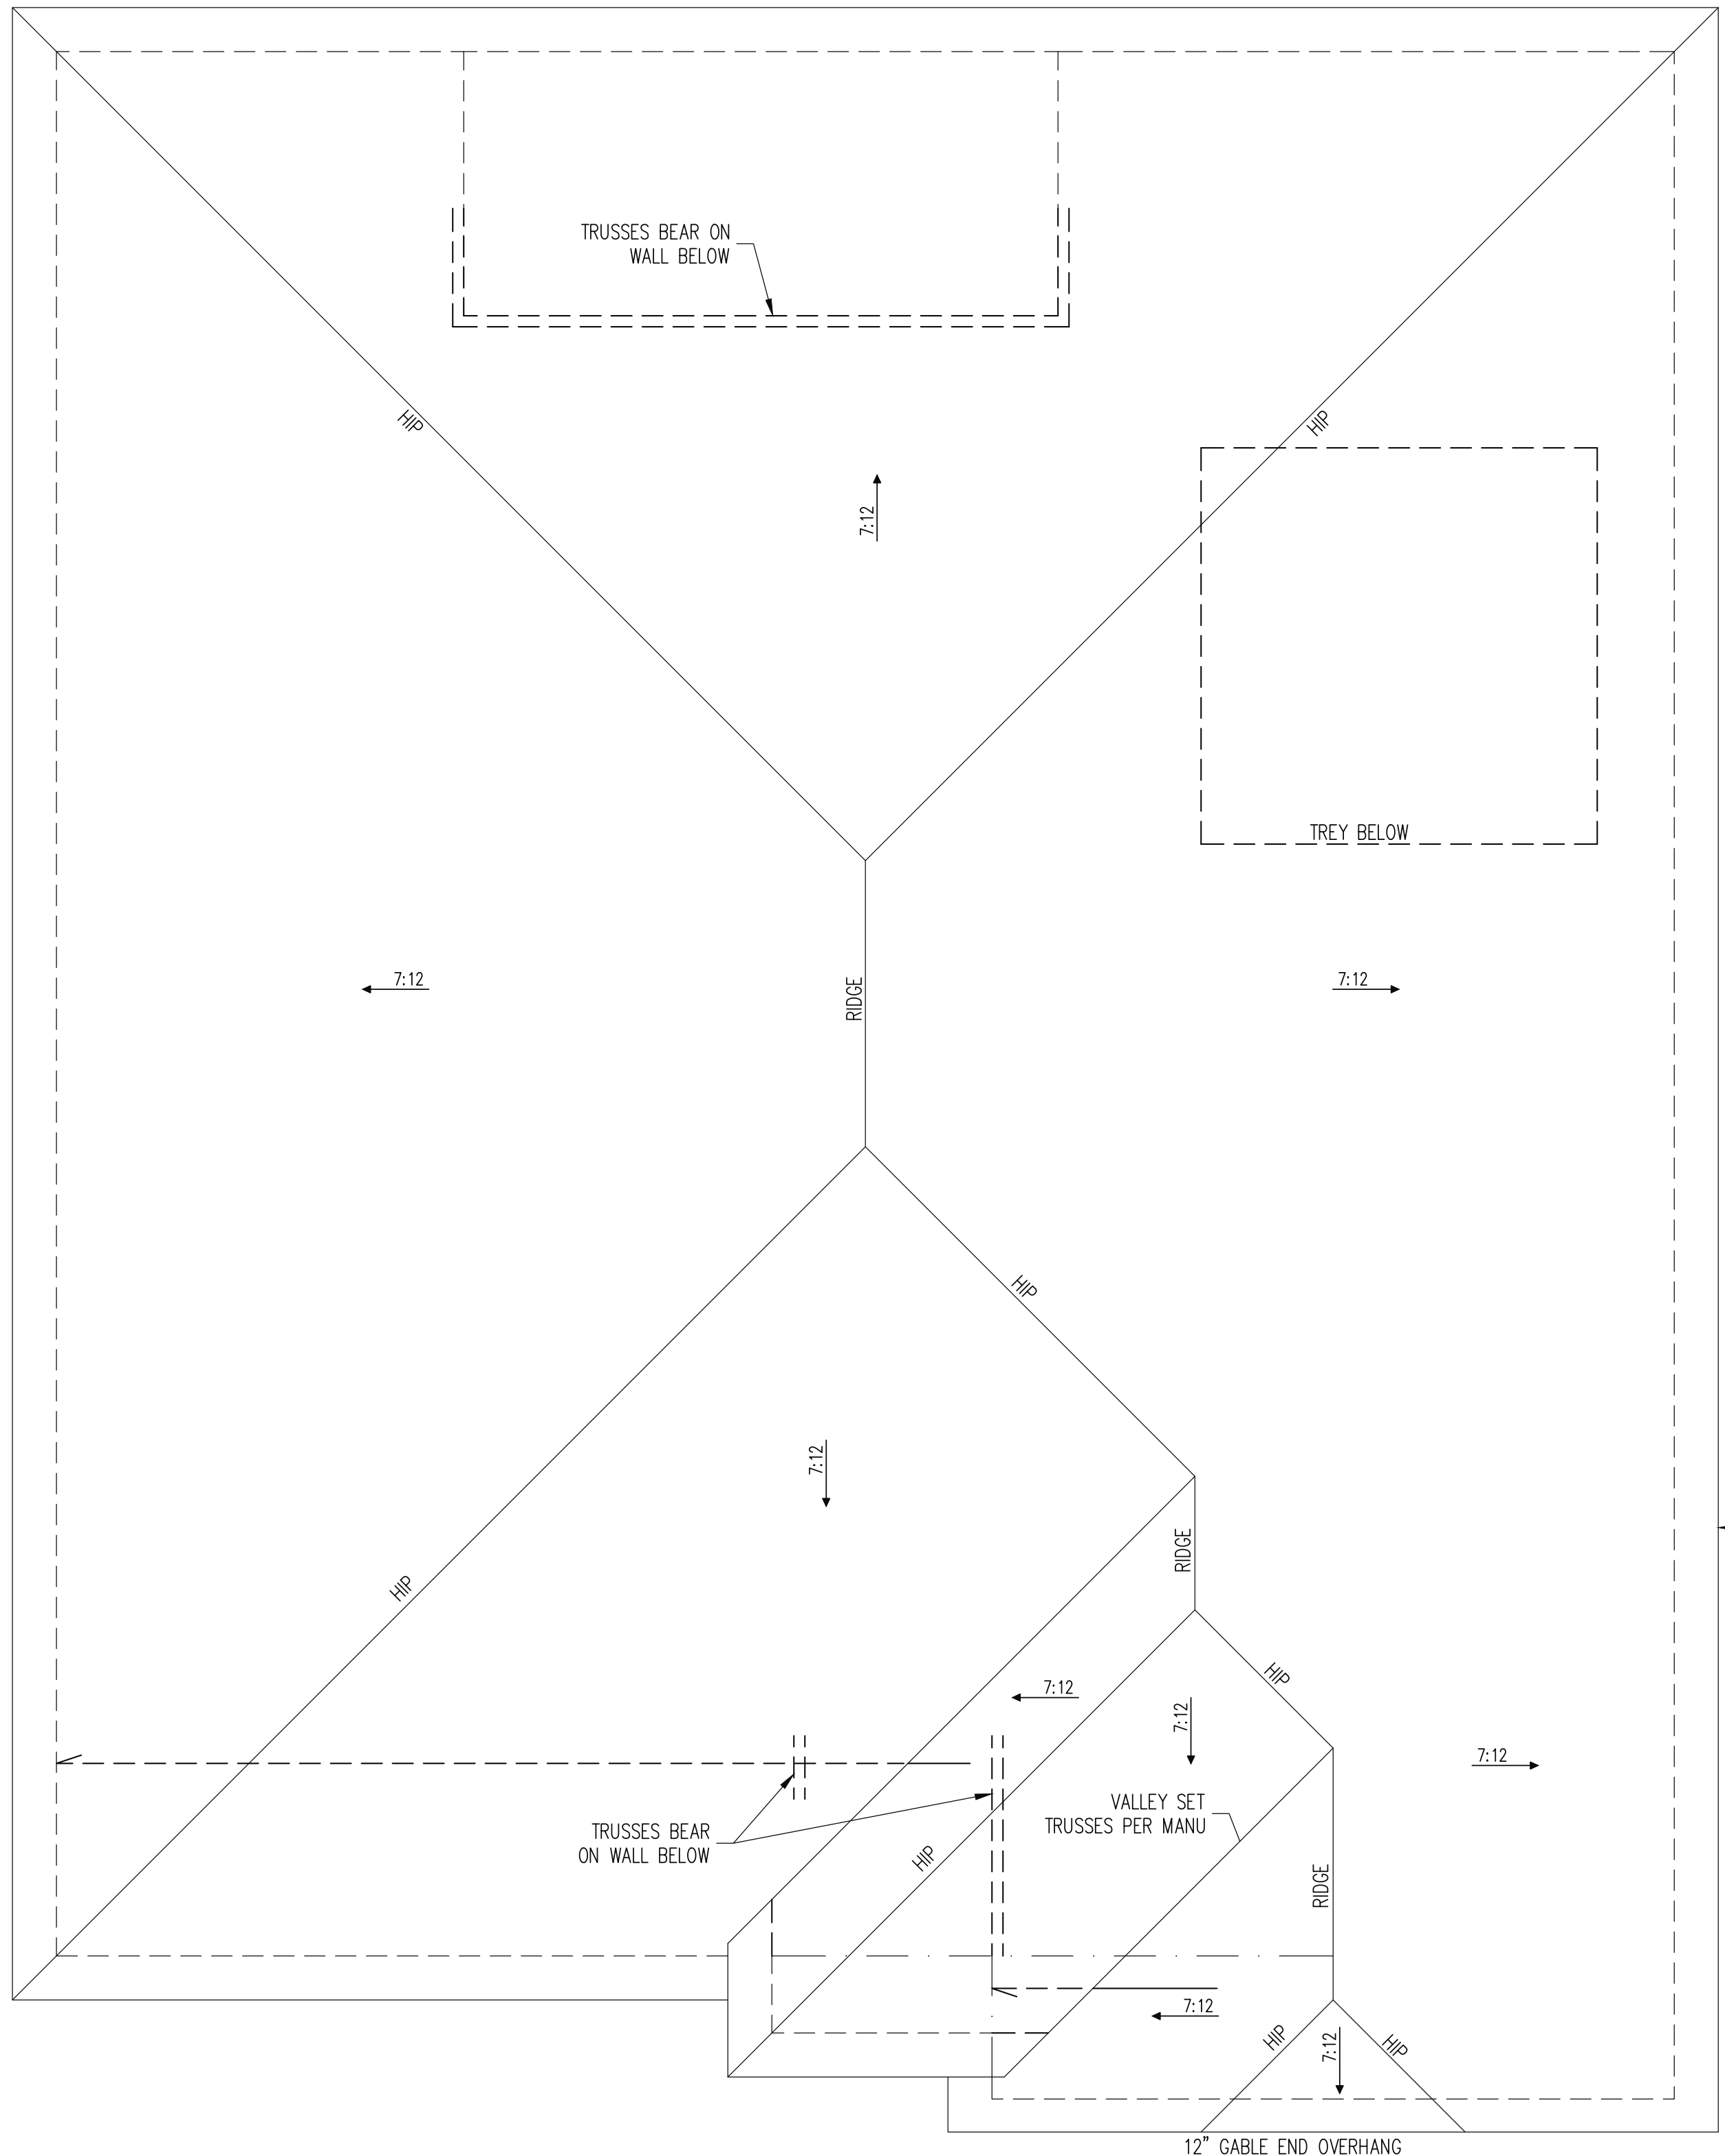 TRUSSES BEAR ON
WALL BELOW
HIP
HIP
7:12
TREY BELOW
7:12
RIDGE
7:12
HIP
7:12
RIDGE
HIP
HIP
7:12
7:12
7:12
VALLEY SET
TRUSSES PER MANU
TRUSSES BEAR
ON WALL BELOW
HIP
RIDGE
7:12
HIP
7:12
HIP
12" GABLE END OVERHANG